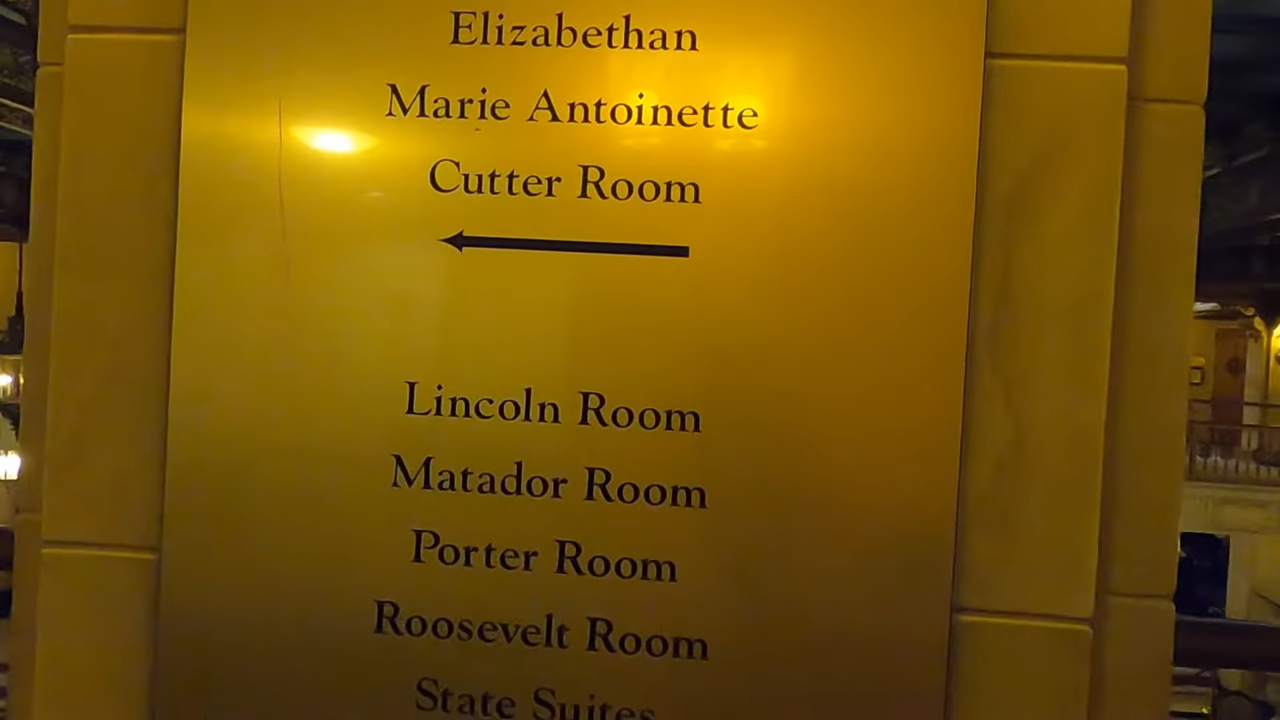 Elizabethan
Marie Antoinette
Cutter Room
Lincoln Room
Matador Room
Porter Room
Roosevelt Room
State Suites